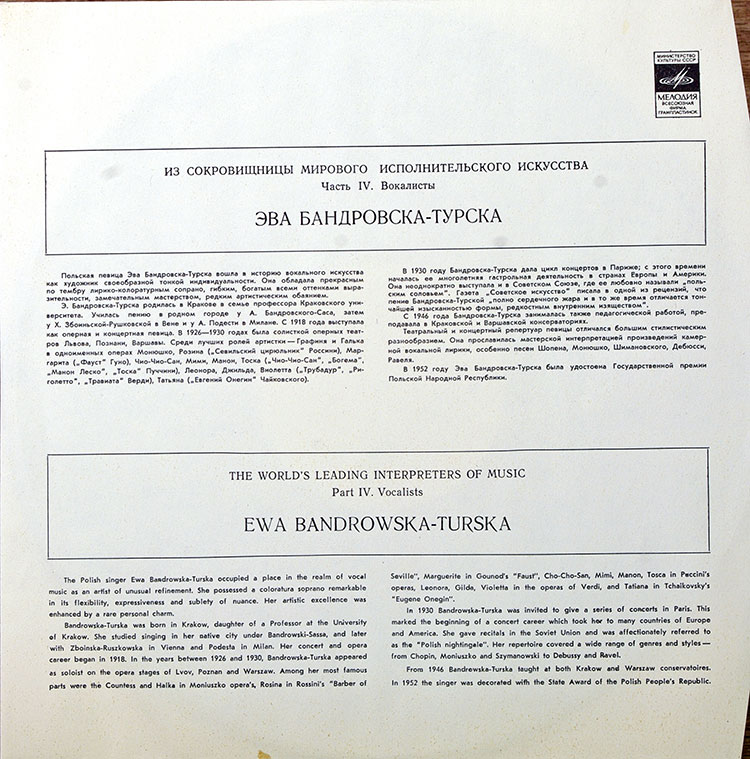 МИНИСТЕРСТВО
КУЛЬТУРЫ СССР
МЕЛОДИЯ
ВСЕСОЮЗНАЯ
ФИРМА
ГРАМПЛАСТИНОК
ИЗ СОКРОВИЩНИЦЫ МИРОВОГО ИСПОЛНИТЕЛЬСКОГО ИСКУССТВА
Часть IV. Вокалисты
ЭВА БАНДРОВСКА-ТУРСКА
Польская певица Эва Бандровска-Турска вошла в историю вокального искусства
как художник своеобразной тонкой индивидуальности. Она обладала прекрасным
по тембру лирико-колоратурным сопрано, гибким, богатым всеми оттенками выра-
зительности, замечательным мастерством, редким артистическим обаянием.
Э. Бандровска-Турска родилась в Кракове в семье профессора Краковского уни-
верситета. Училась пению в родном городе у А. Бандровского-Саса, затем
у Х. Збоиньской-Рушковской в Вене и у А. Подести в Милане. С 1918 года выступала
как оперная и концертная певица. В 1926—1930 годах была солисткой оперных теат-
ров Львова, Познани, Варшавы. Среди лучших ролей артистки — Графиня и Галька
в одноименных операх Монюшко, Розина („Севильский цирюльник" Россини), Мар-
гарита („Фауст" Гуно), Чио-Чио-Сан, Мими, Манон, Тоска („Чио-Чио-Сан", „Богема",
„Манон Леско", „Тоска" Пуччини), Леонора, Джильда, Виолетта („Трубадур", „Ри-
голетто", „Травиата" Верди), Татьяна („Евгений Онегин" Чайковского).
В 1930 году Бандровска-Турска дала цикл концертов в Париже; с этого времени
началась ее многолетняя гастрольная деятельность в странах Европы и Америки.
Она неоднократно выступала и в Советском Союзе, где ее любовно называли „поль-
ским соловьем". Газета „Советское искусство" писала в одной из рецензий, что
пение Бандровской-Турской „полно сердечного жара и в то же время отличается тон-
чайшей изысканностью формы, редкостным внутренним изяществом".
С 1946 года Бандровска-Турска занималась также педагогической работой, пре-
подавала в Краковской и Варшавской консерваториях.
Театральный и концертный репертуар певицы отличался большим стилистическим
разнообразием. Она прославилась мастерской интерпретацией произведений камер-
ной вокальной лирики, особенно песен Шопена, Монюшко, Шимановского, Дебюсси,
Равеля.
В 1952 году Эва Бандровска-Турска была удостоена Государственной премии
Польской Народной Республики.
THE WORLD'S LEADING INTERPRETERS OF MUSIC
Part IV. Vocalists
EWA BANDROWSKA-TURSKA
The Polish singer Ewa Bandrowska-Turska occupied a place in the realm of vocal
music as an artist of unusual refinement. She possessed a coloratura soprano remarkable
in its flexibility, expressiveness and sublety of nuance. Her artistic excellence was
enhanced by a rare personal charm.
Bandrowska-Turska was born in Krakow, daughter of a Professor at the University
of Krakow. She studied singing in her native city under Bandrowski-Sassa, and later
with Zboinska-Ruszkowska in Vienna and Podesta in Milan. Her concert and opera
career began in 1918. In the years between 1926 and 1930, Bandrowska-Turska appeared
as soloist on the opera stages of Lvov, Poznan and Warsaw. Among her most famous
parts were the Countess and Halka in Moniuszko opera's, Rosina in Rossini's "Barber of
Seville", Marguerite in Gounod's "Faust", Cho-Cho-San, Mimi, Manon, Tosca in Peccini's
operas, Leonora, Gilda, Violetta in the operas of Verdi, and Tatiana in Tchaikovsky's
"Eugene Onegin".
In 1930 Bandrowska-Turska was invited to give a series of concerts in Paris. This
marked the beginning of a concert career which took her to many countries of Europe
and America. She gave recitals in the Soviet Union and was affectionately referred to
as the "Polish nightingale". Her repertory covered a wide range of genres and styles —
from Chopin, Moniuszko and Szymanowski to Debussy and Ravel.
From 1946 Bandrewska-Turska taught at both Krakow and Warszaw conservatoires.
In 1952 the singer was decorated with the State Award of the Polish People's Republic.